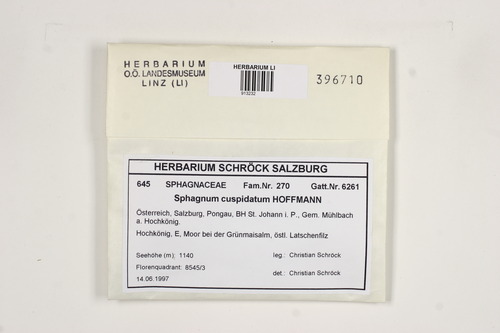 HERBARIUM
O.Ö. LANDESMUSEUM
LINZ (LI)
HERBARIUM LI
013232
396710
HERBARIUM SCHRÖCK SALZBURG
645 SPHAGNACEAE Fam.Nr. 270 Gatt.Nr. 6261
Sphagnum cuspidatum HOFFMANN
Österreich, Salzburg, Pongau, BH St. Johann i. P., Gem. Mühlbach
a. Hochkönig.
Hochkönig, E, Moor bei der Grünmaisalm, östl. Latschenfilz
Seehöhe (m): 1140 leg.: Christian Schröck
Florenquadrant: 8545/3 det.: Christian Schröck
14.06.1997